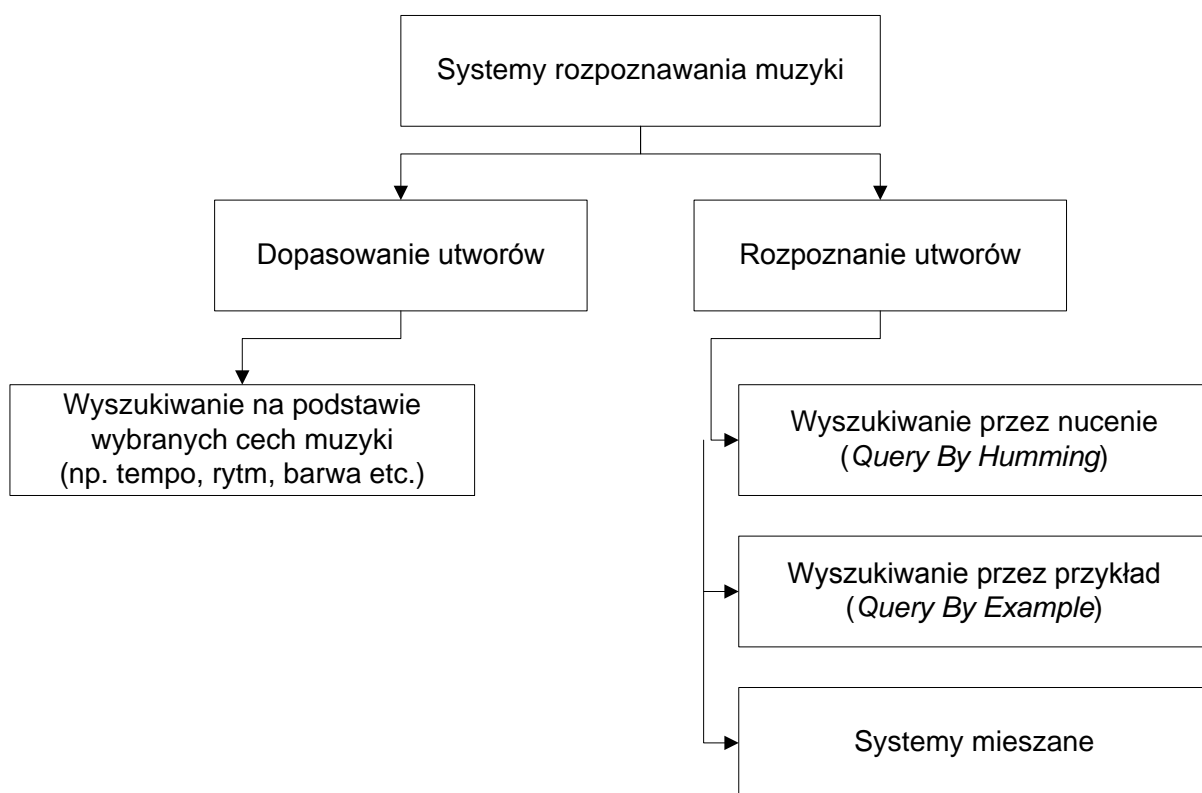 Systemy rozpoznawania muzyki
Dopasowanie utworów
Rozpoznanie utworów
Wyszukiwanie na podstawie
wybranych cech muzyki
(np. tempo, rytm, barwa etc.)
Wyszukiwanie przez nucenie
(Query By Humming)
Wyszukiwanie przez przykład
(Query By Example)
Systemy mieszane